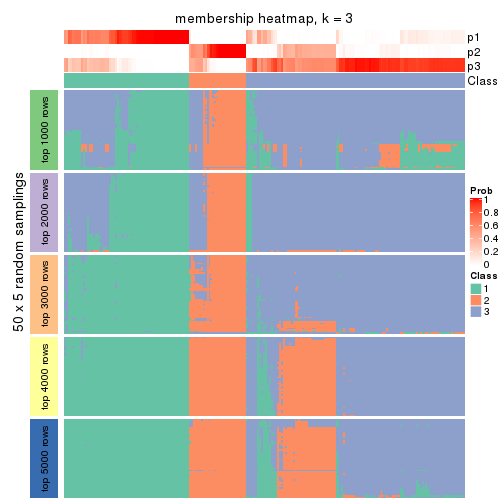 membership heatmap, k = 3
p1
p2
p3
Class
50 x 5 random samplings
top 1000 rows
top 2000 rows
top 3000 rows
top 4000 rows
top 5000 rows
Prob
1
0.8
0.6
0.4
0.2
0
Class
1
2
3